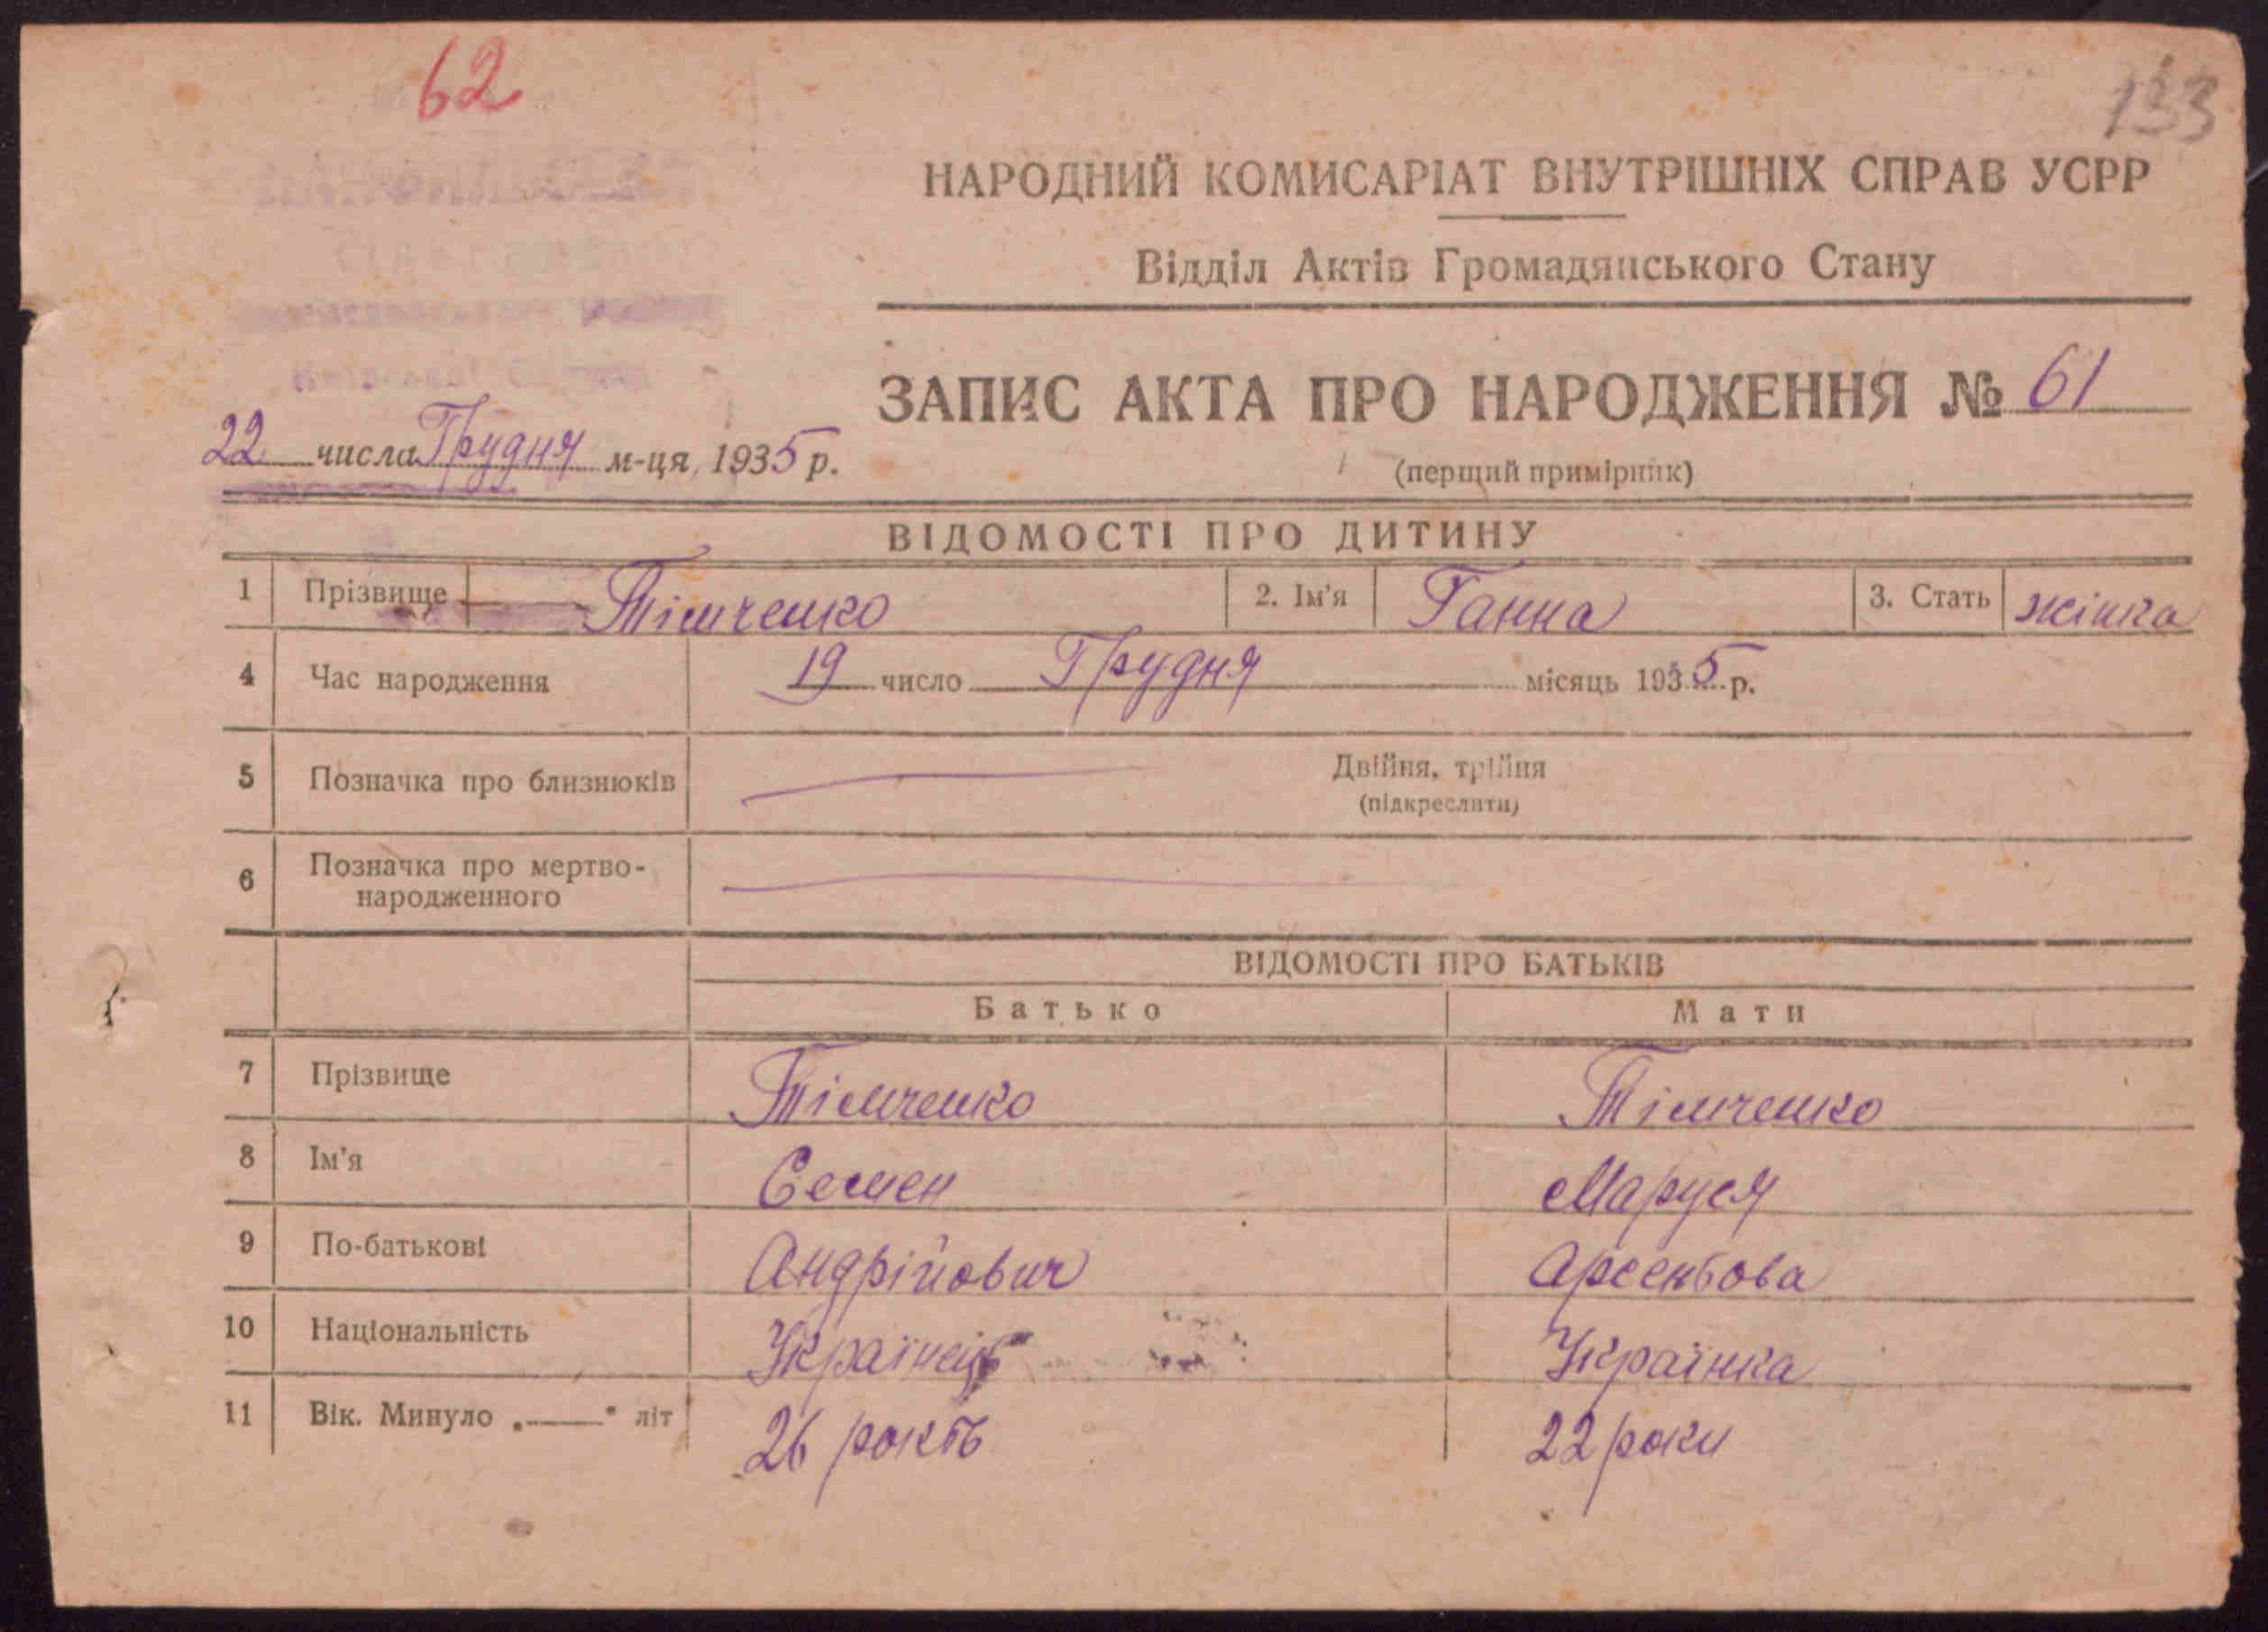 62
133
НАРОДНИЙ КОМИСАРІАТ ВНУТРІШНІХ СПРАВ УСРР
Відділ Актів Громадянського Стану
ЗАПИС АКТА ПРО НАРОДЖЕННЯ № 61
22 числа Грудня м-ця, 1935 р.
(перщий примірник)
ВІДОМОСТІ ПРО ДИТИНУ
1 Прізвище Тімченко 2. Ім'я Ганна 3. Стать жінка
4 Час народження 19 число Грудня місяць 1935 р.
5 Позначка про близнюків Двійня, трійня
(підкреслити)
6 Позначка про мертво-
народженного
ВІДОМОСТІ ПРО БАТЬКІВ
Батько Мати
7 Прізвище Тімченко Тімченко
8 Ім'я Семен Маруся
9 По-батькові Андрійович Арсеньова
10 Національність Українець Українка
11 Вік. Минуло „——" літ 26 років 22 роки